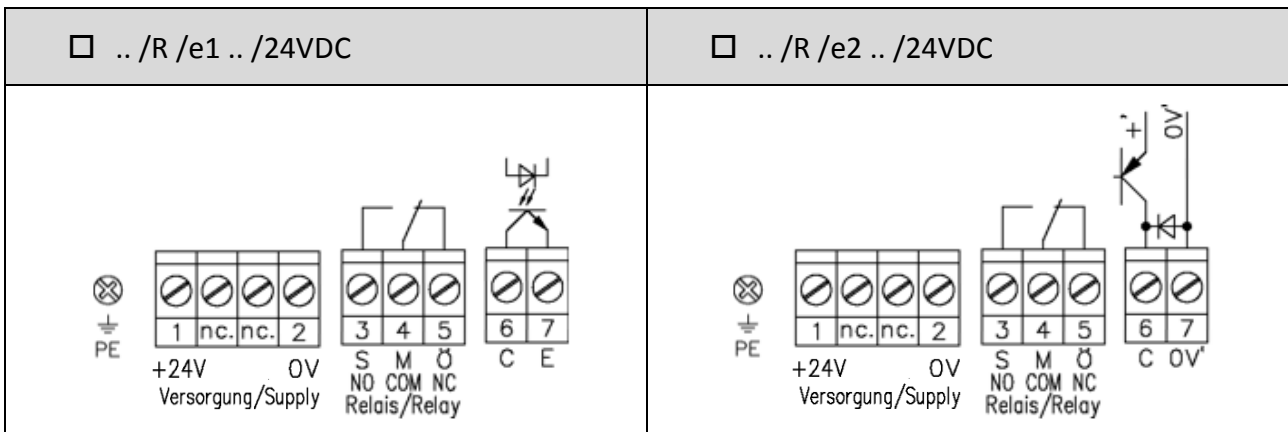 □ .. /R /e1 .. /24VDC
□ .. /R /e2 .. /24VDC
1 nc. nc. 2 3 4 5 6 7
PE
+24V 0V S M Ö C E
Versorgung/Supply NO COM NC
Relais/Relay
+' 0V'
1 nc. nc. 2 3 4 5 6 7
PE
+24V 0V S M Ö C 0V'
Versorgung/Supply NO COM NC
Relais/Relay